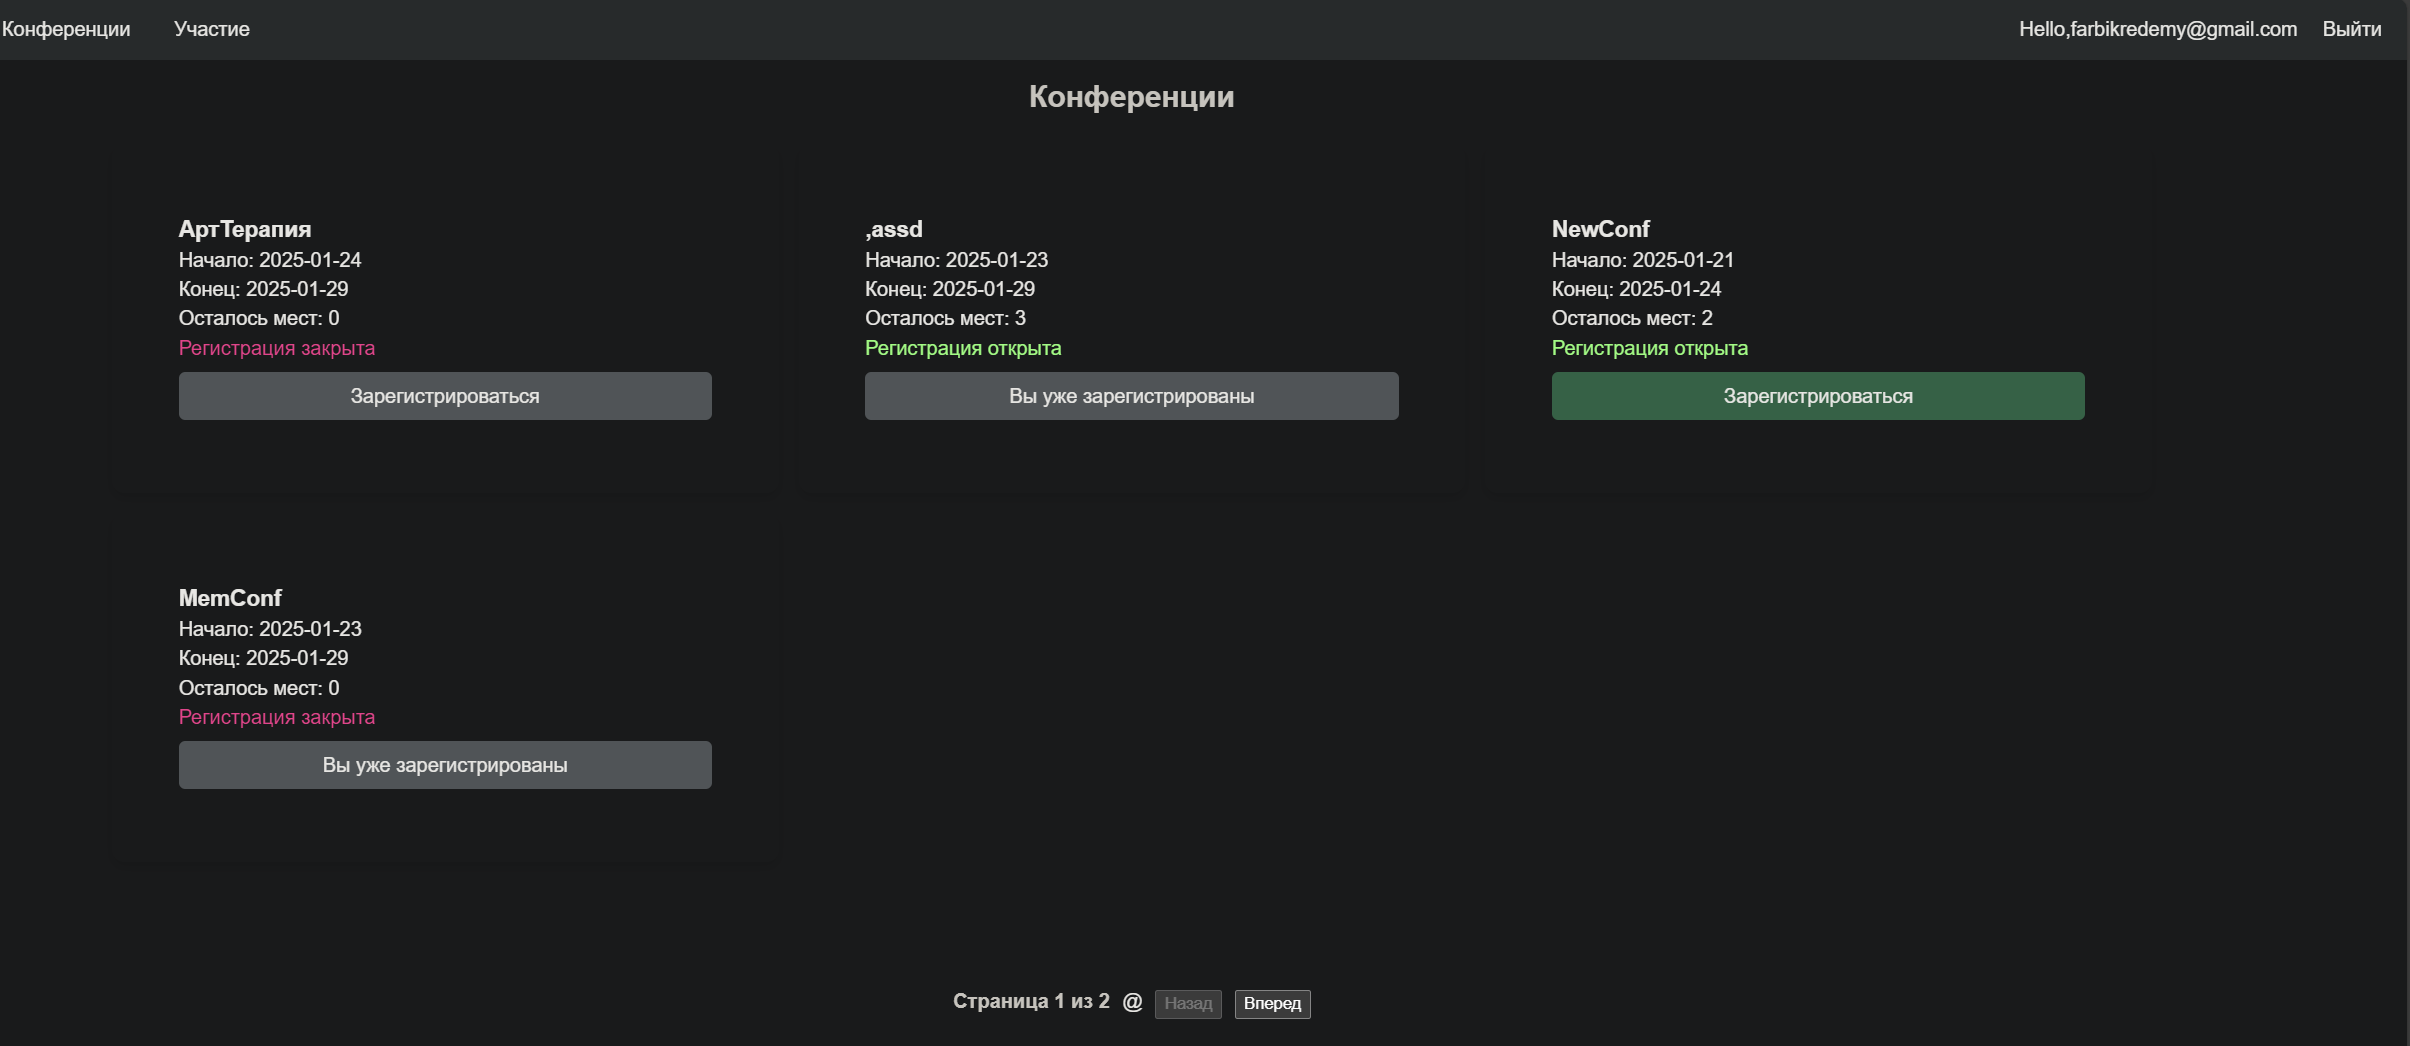 Конференции Участие Hello,farbikredemy@gmail.com Выйти
Конференции
АртТерапия
Начало: 2025-01-24
Конец: 2025-01-29
Осталось мест: 0
Регистрация закрыта
Зарегистрироваться
,assd
Начало: 2025-01-23
Конец: 2025-01-29
Осталось мест: 3
Регистрация открыта
Вы уже зарегистрированы
NewConf
Начало: 2025-01-21
Конец: 2025-01-24
Осталось мест: 2
Регистрация открыта
Зарегистрироваться
MemConf
Начало: 2025-01-23
Конец: 2025-01-29
Осталось мест: 0
Регистрация закрыта
Вы уже зарегистрированы
Страница 1 из 2 @ Назад Вперед